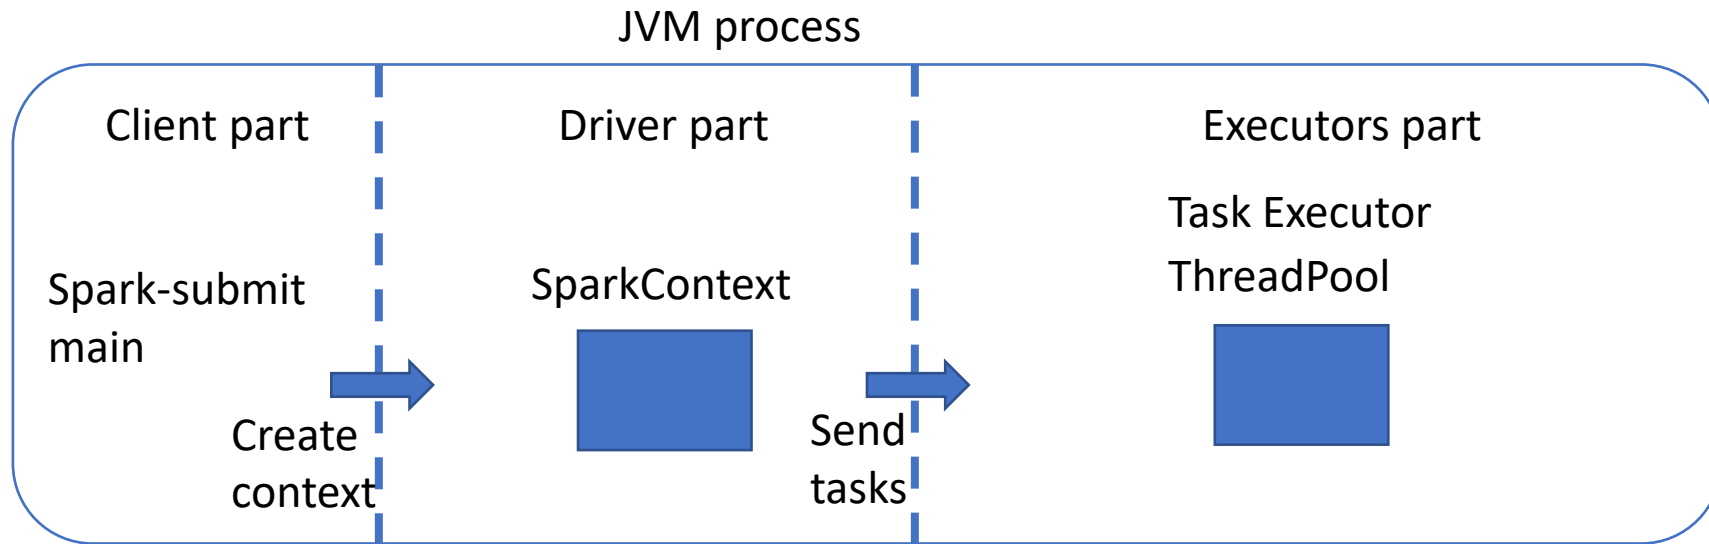 JVM process
Client part
Driver part
Executors part
Spark-submit
main
Create
context
SparkContext
Send
tasks
Task Executor
ThreadPool